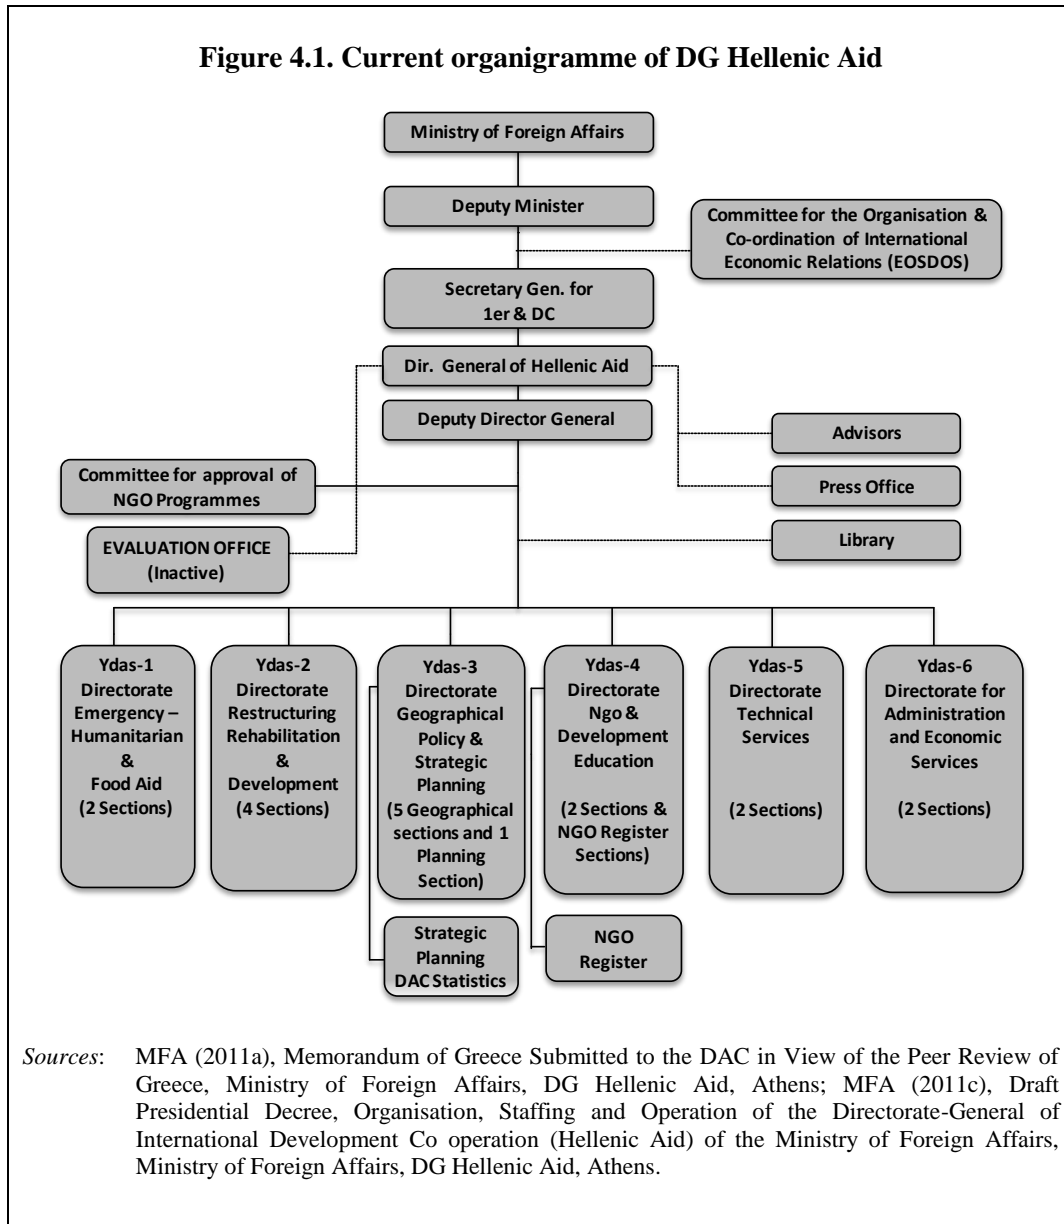 Figure 4.1. Current organigramme of DG Hellenic Aid
Ministry of Foreign Affairs
Deputy Minister
Committee for the Organisation &
Co-ordination of International
Economic Relations (EOSDOS)
Secretary Gen. for
1er & DC
Dir. General of Hellenic Aid
Deputy Director General
Advisors
Committee for approval of
NGO Programmes
Press Office
EVALUATION OFFICE
(Inactive)
Library
Ydas-1
Directorate
Emergency –
Humanitarian
&
Food Aid
(2 Sections)
Ydas-2
Directorate
Restructuring
Rehabilitation
&
Development
(4 Sections)
Ydas-3
Directorate
Geographical
Policy &
Strategic
Planning
(5 Geographical
sections and 1
Planning
Section)
Ydas-4
Directorate
Ngo &
Development
Education
(2 Sections &
NGO Register
Sections)
Ydas-5
Directorate
Technical
Services
(2 Sections)
Ydas-6
Directorate for
Administration
and Economic
Services
(2 Sections)
Strategic
Planning
DAC Statistics
NGO
Register
Sources: MFA (2011a), Memorandum of Greece Submitted to the DAC in View of the Peer Review of
Greece, Ministry of Foreign Affairs, DG Hellenic Aid, Athens; MFA (2011c), Draft
Presidential Decree, Organisation, Staffing and Operation of the Directorate-General of
International Development Co operation (Hellenic Aid) of the Ministry of Foreign Affairs,
Ministry of Foreign Affairs, DG Hellenic Aid, Athens.